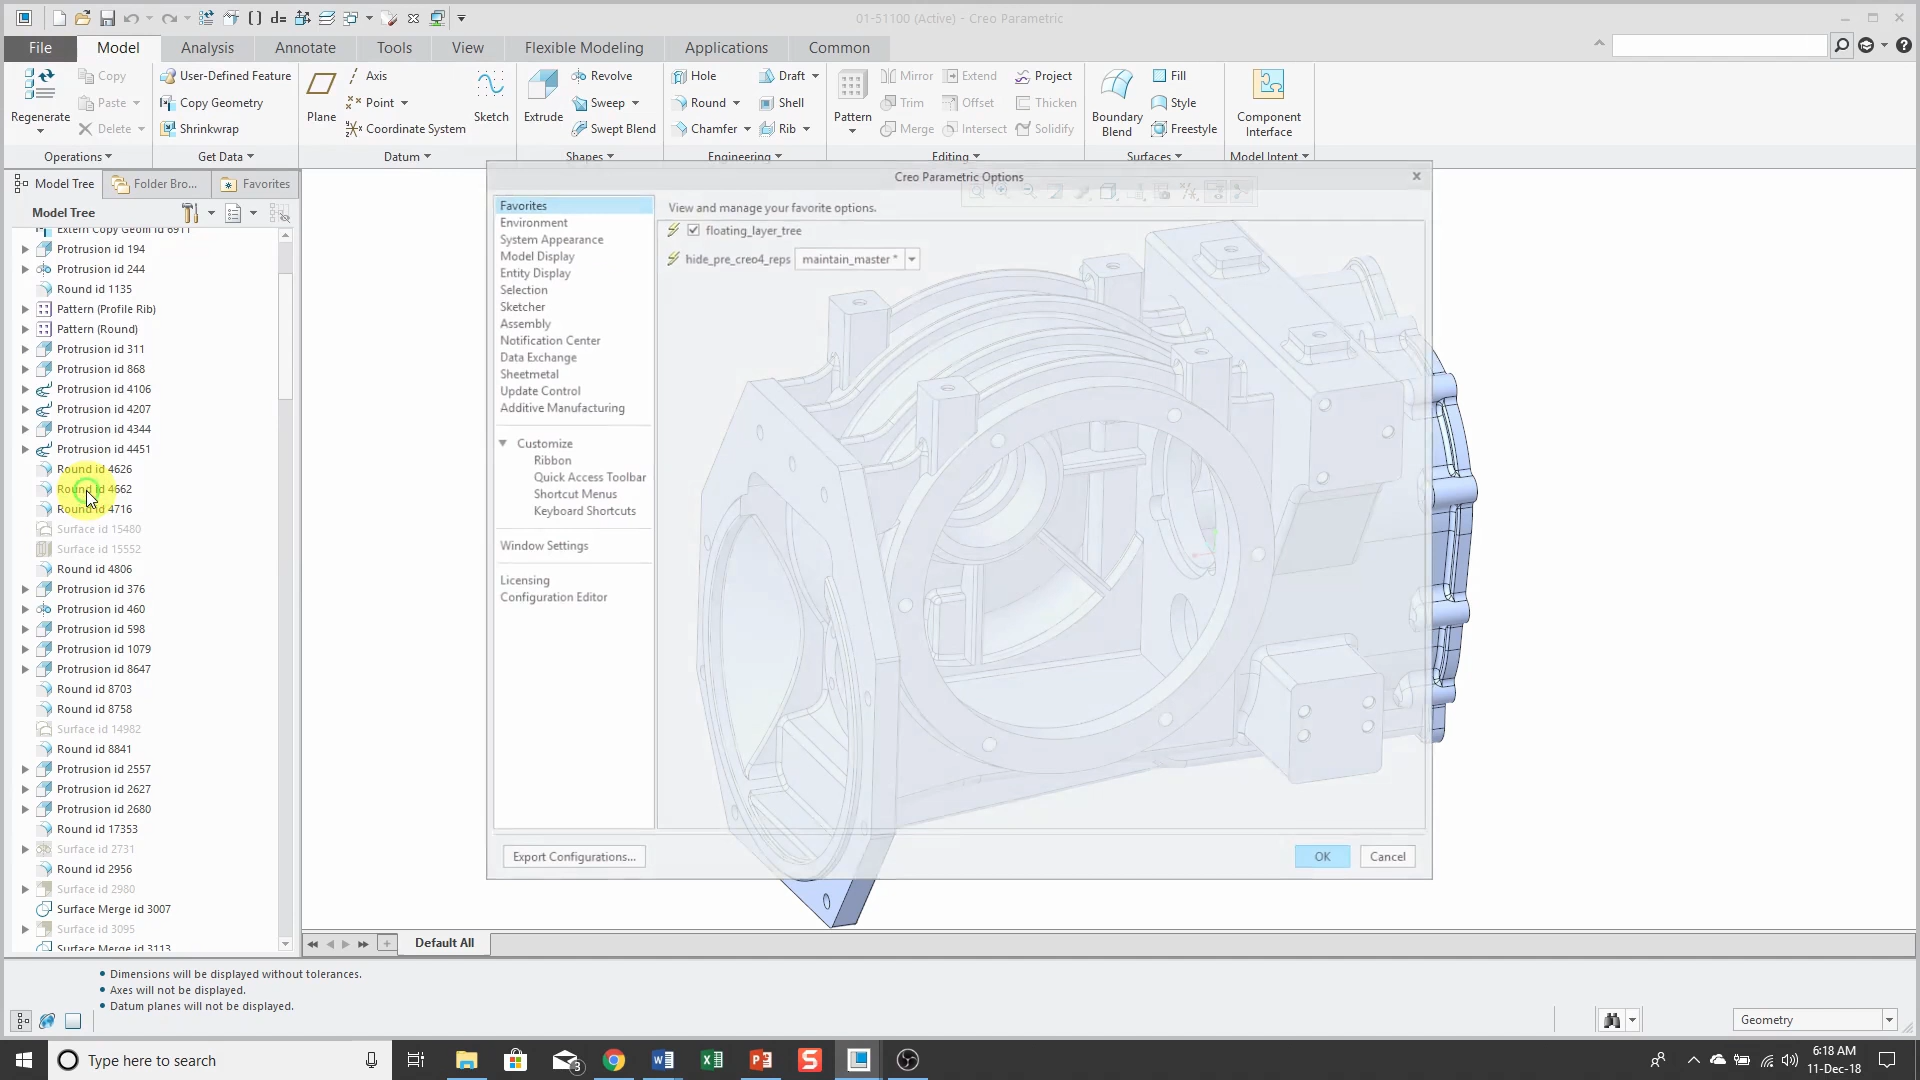 01-51100 (Active) - Creo Parametric
File Model Analysis Annotate Tools View Flexible Modeling Applications Common
Regenerate
Copy
Paste
Delete
Operations
User-Defined Feature
Copy Geometry
Shrinkwrap
Get Data
Plane
Axis
Point
Coordinate System
Sketch
Datum
Extrude
Revolve
Sweep
Swept Blend
Shapes
Hole
Round
Chamfer
Draft
Shell
Rib
Engineering
Pattern
Mirror
Trim
Merge
Extend
Offset
Intersect
Project
Thicken
Solidify
Editing
Boundary
Blend
Fill
Style
Freestyle
Surfaces
Component
Interface
Model Intent
Model Tree
Folder Bro...
Favorites
Model Tree
Extern Copy Geom id 6911
Protrusion id 194
Protrusion id 244
Round id 1135
Pattern (Profile Rib)
Pattern (Round)
Protrusion id 311
Protrusion id 868
Protrusion id 4106
Protrusion id 4207
Protrusion id 4344
Protrusion id 4451
Round id 4626
Round id 4662
Round id 4716
Surface id 15480
Surface id 15552
Round id 4806
Protrusion id 376
Protrusion id 460
Protrusion id 598
Protrusion id 1079
Protrusion id 8647
Round id 8703
Round id 8758
Surface id 14982
Round id 8841
Protrusion id 2557
Protrusion id 2627
Protrusion id 2680
Round id 17353
Surface id 2731
Round id 2956
Surface id 2980
Surface Merge id 3007
Surface id 3095
Surface Merge id 3113
Creo Parametric Options
Favorites
Environment
System Appearance
Model Display
Entity Display
Selection
Sketcher
Assembly
Notification Center
Data Exchange
Sheetmetal
Update Control
Additive Manufacturing
Customize
Ribbon
Quick Access Toolbar
Shortcut Menus
Keyboard Shortcuts
Window Settings
Licensing
Configuration Editor
View and manage your favorite options.
floating_layer_tree
hide_pre_creo4_reps maintain_master *
Export Configurations...
OK
Cancel
Default All
• Dimensions will be displayed without tolerances.
• Axes will not be displayed.
• Datum planes will not be displayed.
Geometry
Type here to search
3
6:18 AM
11-Dec-18